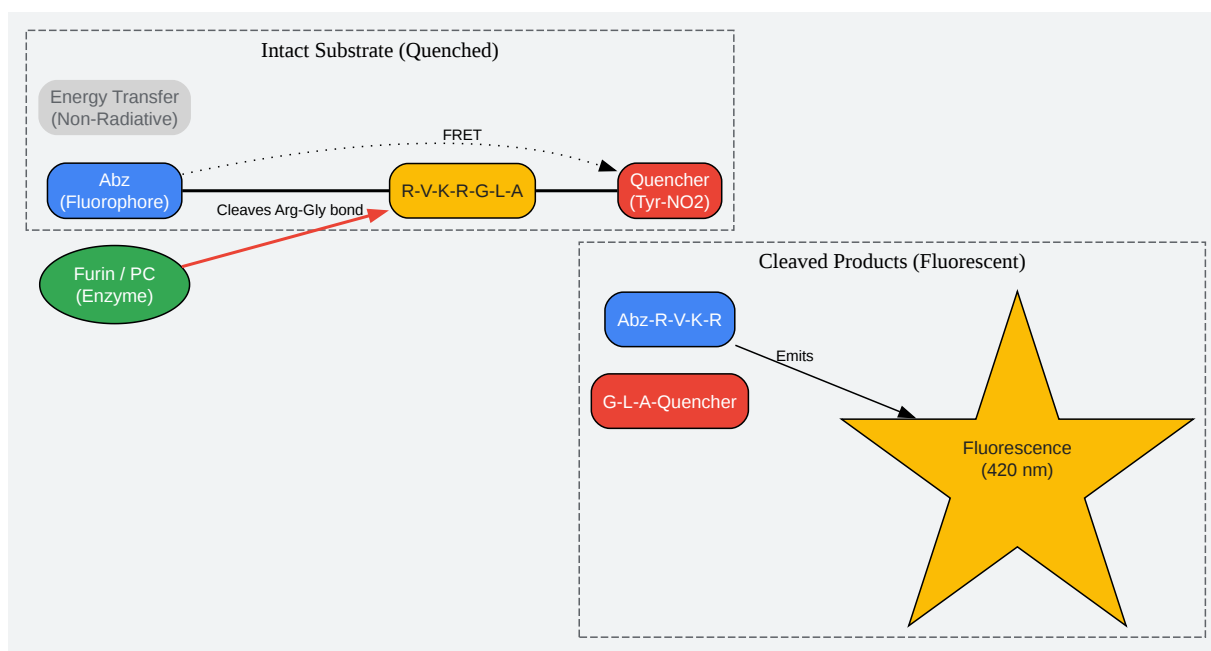 Intact Substrate (Quenched)
Energy Transfer
(Non-Radiative)
FRET
Abz
(Fluorophore)
R-V-K-R-G-L-A
Quencher
(Tyr-NO2)
Cleaves Arg-Gly bond
Furin / PC
(Enzyme)
Cleaved Products (Fluorescent)
Abz-R-V-K-R
Emits
G-L-A-Quencher
Fluorescence
(420 nm)